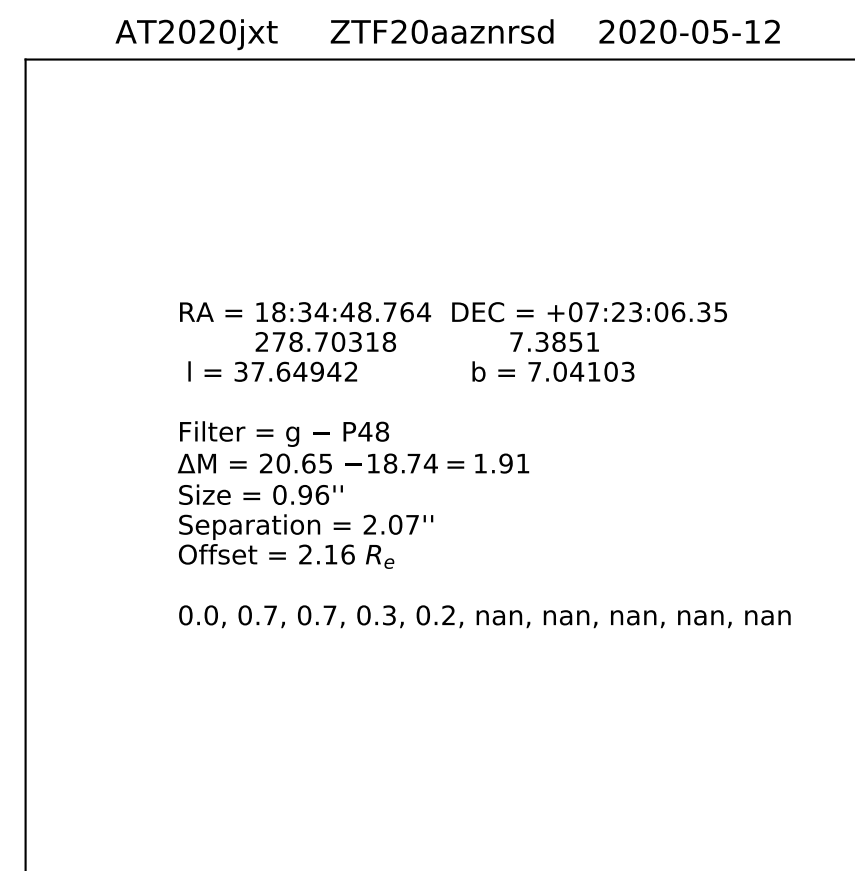 AT2020jxt ZTF20aaznrsd 2020-05-12
RA = 18:34:48.764 DEC = +07:23:06.35
278.70318 7.3851
l = 37.64942 b = 7.04103
Filter = g − P48
ΔM = 20.65 −18.74 = 1.91
Size = 0.96''
Separation = 2.07''
Offset = 2.16 Re
0.0, 0.7, 0.7, 0.3, 0.2, nan, nan, nan, nan, nan